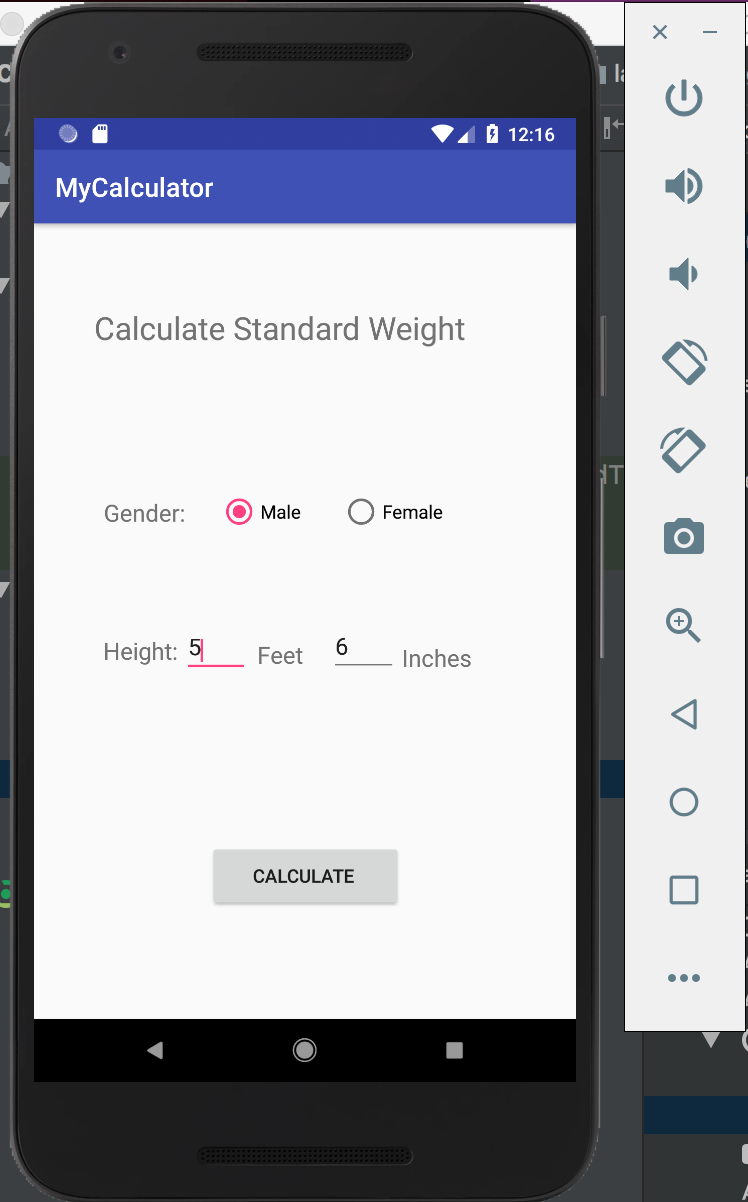 12:16
MyCalculator
Calculate Standard Weight
Gender: Male Female
Height: 5 Feet 6 Inches
CALCULATE